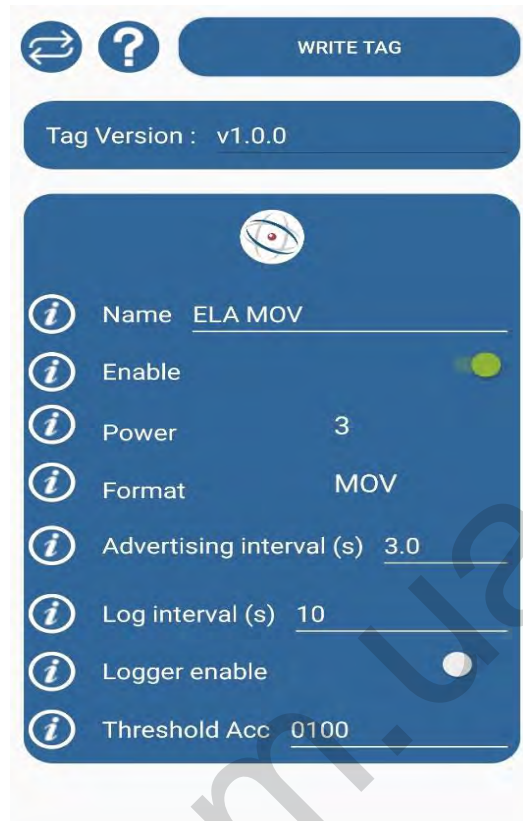 WRITE TAG
Tag Version : v1.0.0
Name ELA MOV
Enable
Power 3
Format MOV
Advertising interval (s) 3.0
Log interval (s) 10
Logger enable
Threshold Acc 0100
m.ua